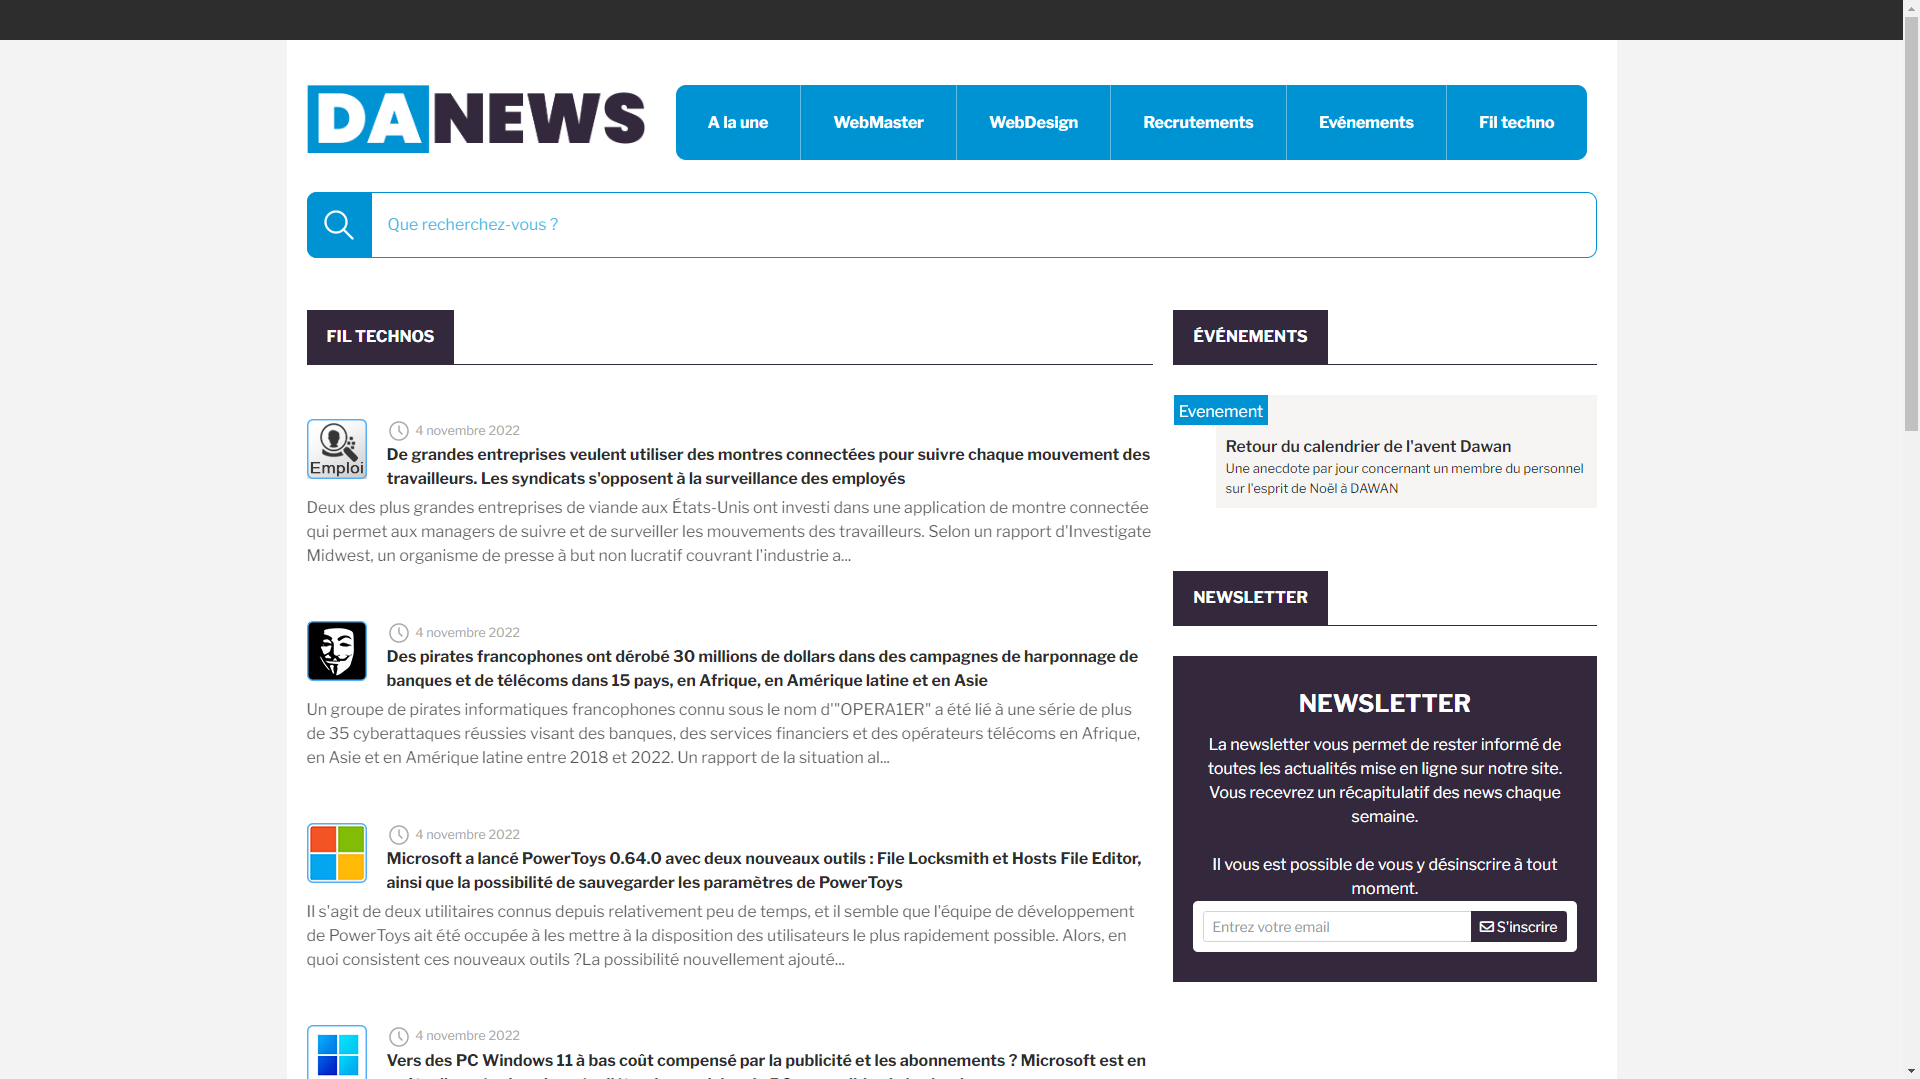 DANEWS
A la une
WebMaster
WebDesign
Recrutements
Evénements
Fil techno
Que recherchez-vous ?
FIL TECHNOS
Emploi
4 novembre 2022
De grandes entreprises veulent utiliser des montres connectées pour suivre chaque mouvement des
travailleurs. Les syndicats s'opposent à la surveillance des employés
Deux des plus grandes entreprises de viande aux États-Unis ont investi dans une application de montre connectée
qui permet aux managers de suivre et de surveiller les mouvements des travailleurs. Selon un rapport d'Investigate
Midwest, un organisme de presse à but non lucratif couvrant l'industrie a...
4 novembre 2022
Des pirates francophones ont dérobé 30 millions de dollars dans des campagnes de harponnage de
banques et de télécoms dans 15 pays, en Afrique, en Amérique latine et en Asie
Un groupe de pirates informatiques francophones connu sous le nom d'"OPERA1ER" a été lié à une série de plus
de 35 cyberattaques réussies visant des banques, des services financiers et des opérateurs télécoms en Afrique,
en Asie et en Amérique latine entre 2018 et 2022. Un rapport de la situation al...
4 novembre 2022
Microsoft a lancé PowerToys 0.64.0 avec deux nouveaux outils : File Locksmith et Hosts File Editor,
ainsi que la possibilité de sauvegarder les paramètres de PowerToys
Il s'agit de deux utilitaires connus depuis relativement peu de temps, et il semble que l'équipe de développement
de PowerToys ait été occupée à les mettre à la disposition des utilisateurs le plus rapidement possible. Alors, en
quoi consistent ces nouveaux outils ?La possibilité nouvellement ajouté...
4 novembre 2022
Vers des PC Windows 11 à bas coût compensé par la publicité et les abonnements ? Microsoft est en
ÉVÉNEMENTS
Evenement
Retour du calendrier de l'avent Dawan
Une anecdote par jour concernant un membre du personnel
sur l'esprit de Noël à DAWAN
NEWSLETTER
NEWSLETTER
La newsletter vous permet de rester informé de
toutes les actualités mise en ligne sur notre site.
Vous recevrez un récapitulatif des news chaque
semaine.
Il vous est possible de vous y désinscrire à tout
moment.
Entrez votre email
S'inscrire